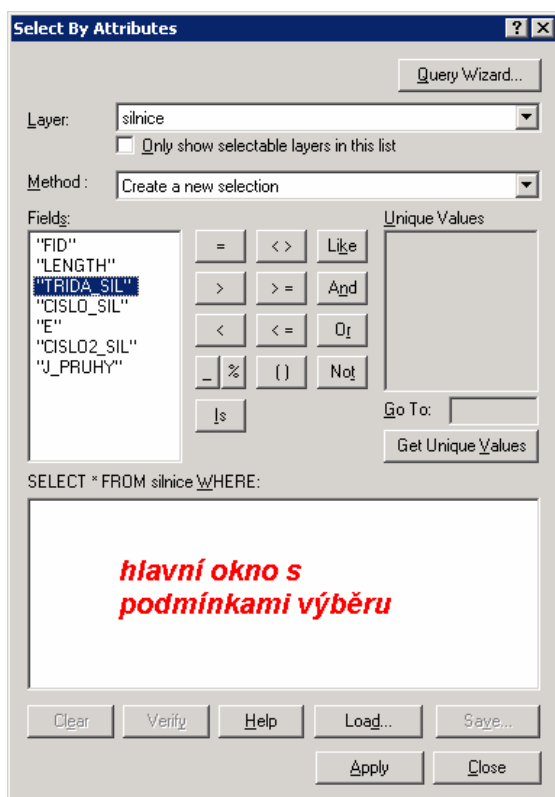 Select By Attributes
Query Wizard...
Layer:
silnice
Only show selectable layers in this list
Method :
Create a new selection
Fields:
Unique Values
"FID"
"LENGTH"
"TRIDA_SIL"
"CISLO_SIL"
"E"
"CISLO2_SIL"
"J_PRUHY"
= < > Like
> > = And
< < = Or
_ % ( ) Not
Is
Go To:
Get Unique Values
SELECT * FROM silnice WHERE:
hlavní okno s
podmínkami výběru
Clear Verify Help Load... Save...
Apply Close